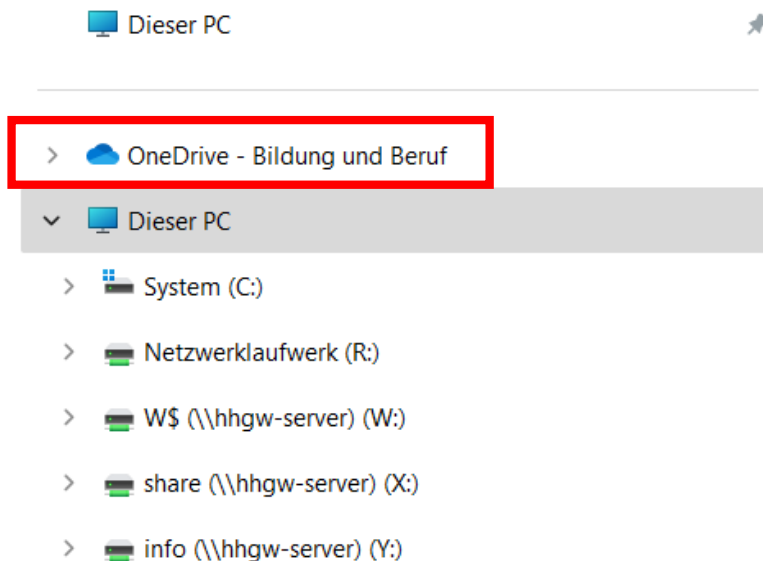 Dieser PC
OneDrive - Bildung und Beruf
Dieser PC
System (C:)
Netzwerklaufwerk (R:)
W$ (\\hhgw-server) (W:)
share (\\hhgw-server) (X:)
info (\\hhgw-server) (Y:)